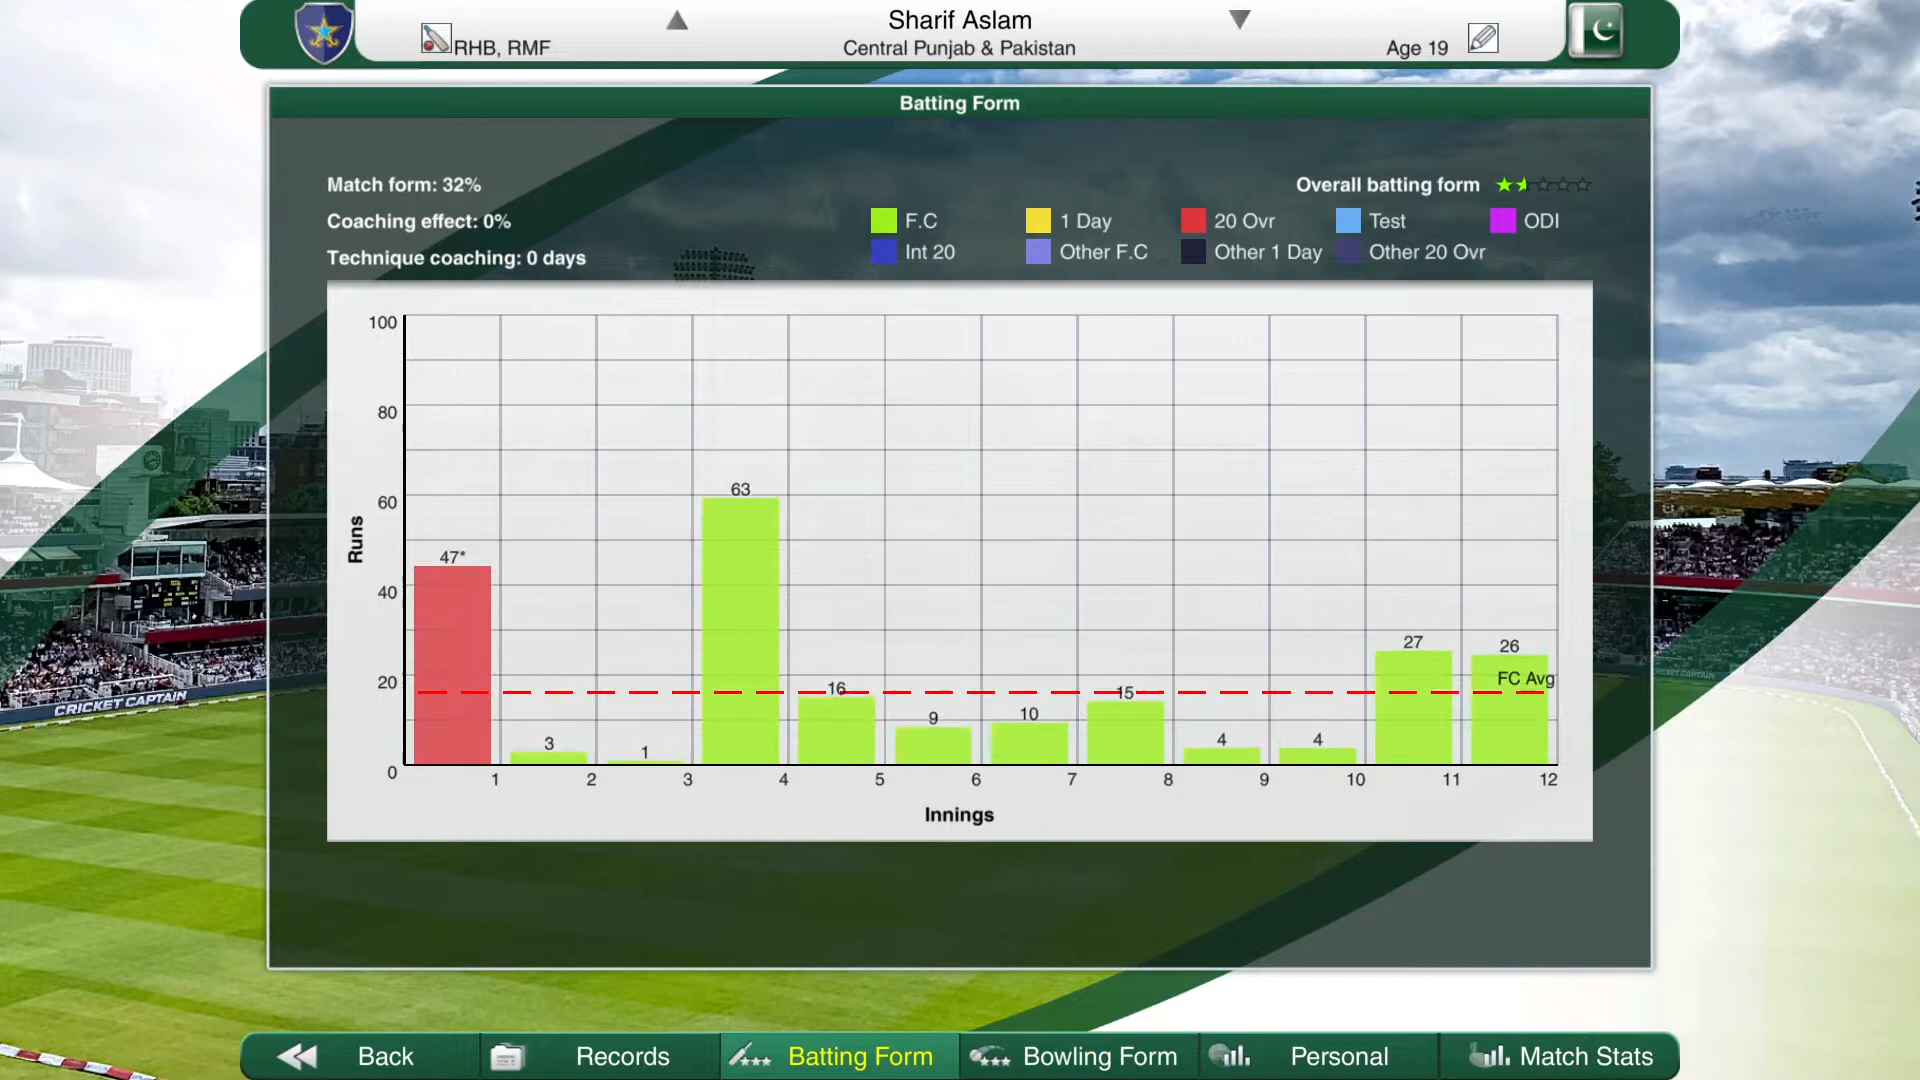 Sharif Aslam
RHB, RMF
Central Punjab & Pakistan
Age 19
Batting Form
Match form: 32%
Overall batting form
Coaching effect: 0%
F.C
1 Day
20 Ovr
Test
ODI
Technique coaching: 0 days
Int 20
Other F.C
Other 1 Day
Other 20 Ovr
100
80
60
40
20
0
Runs
47*
3
1
63
16
9
10
15
4
4
27
26
FC Avg
1
2
3
4
5
6
7
8
9
10
11
12
Innings
CRICKET CAPTAIN
Back
Records
Batting Form
Bowling Form
Personal
Match Stats